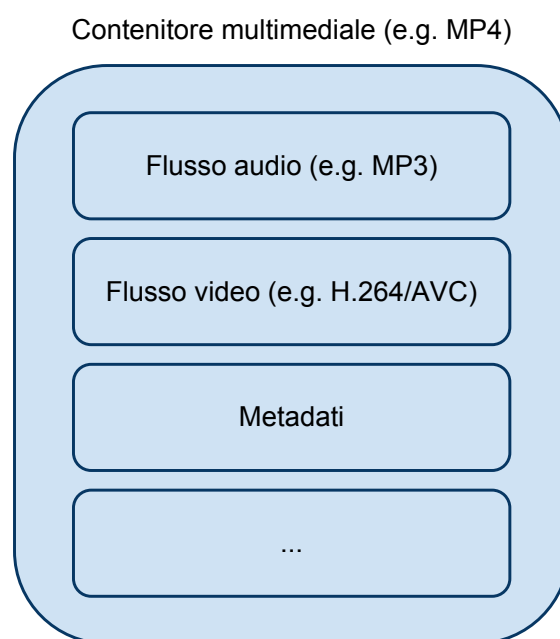 Contenitore multimediale (e.g. MP4)
Flusso audio (e.g. MP3)
Flusso video (e.g. H.264/AVC)
Metadati
...